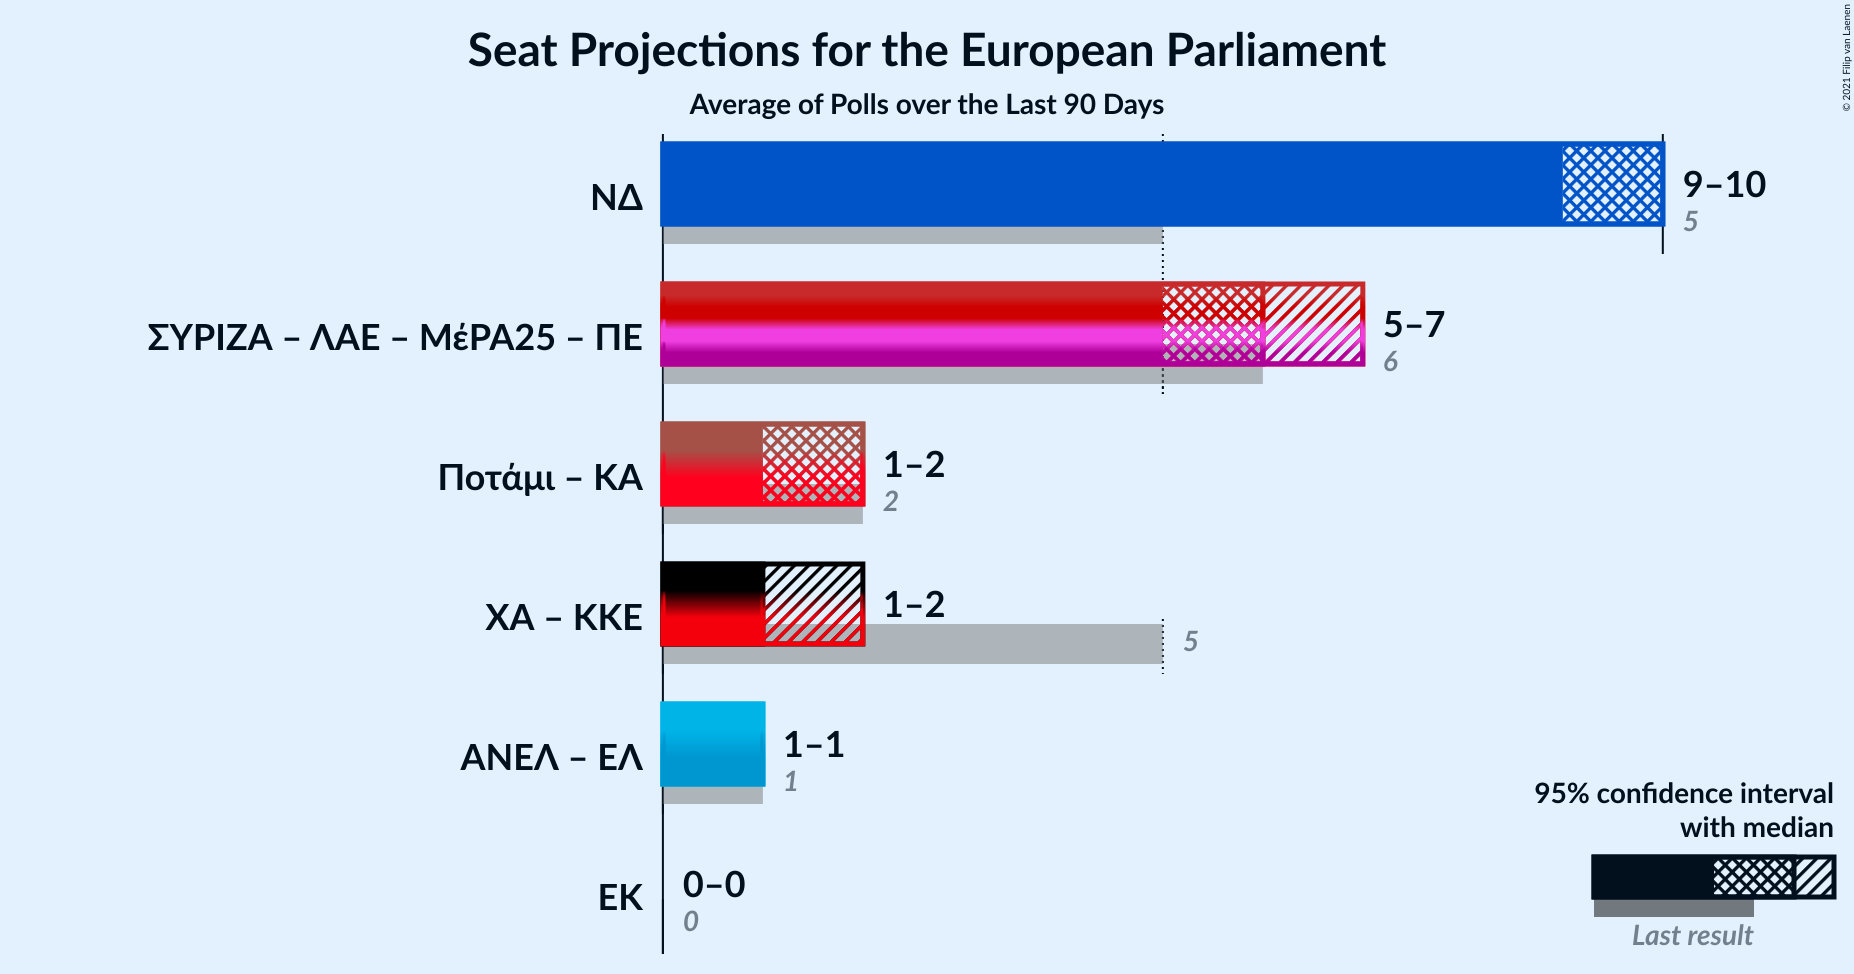 Seat Projections for the European Parliament
Average of Polls over the Last 90 Days
© 2021 Filip van Laenen
ΝΔ
9–10
5
ΣΥΡΙΖΑ – ΛΑΕ – ΜέΡΑ25 – ΠΕ
5–7
6
Ποτάμι – ΚΑ
1–2
2
ΧΑ – ΚΚΕ
1–2
5
ΑΝΕΛ – ΕΛ
1–1
1
ΕΚ
0–0
0
95% confidence interval
with median
Last result